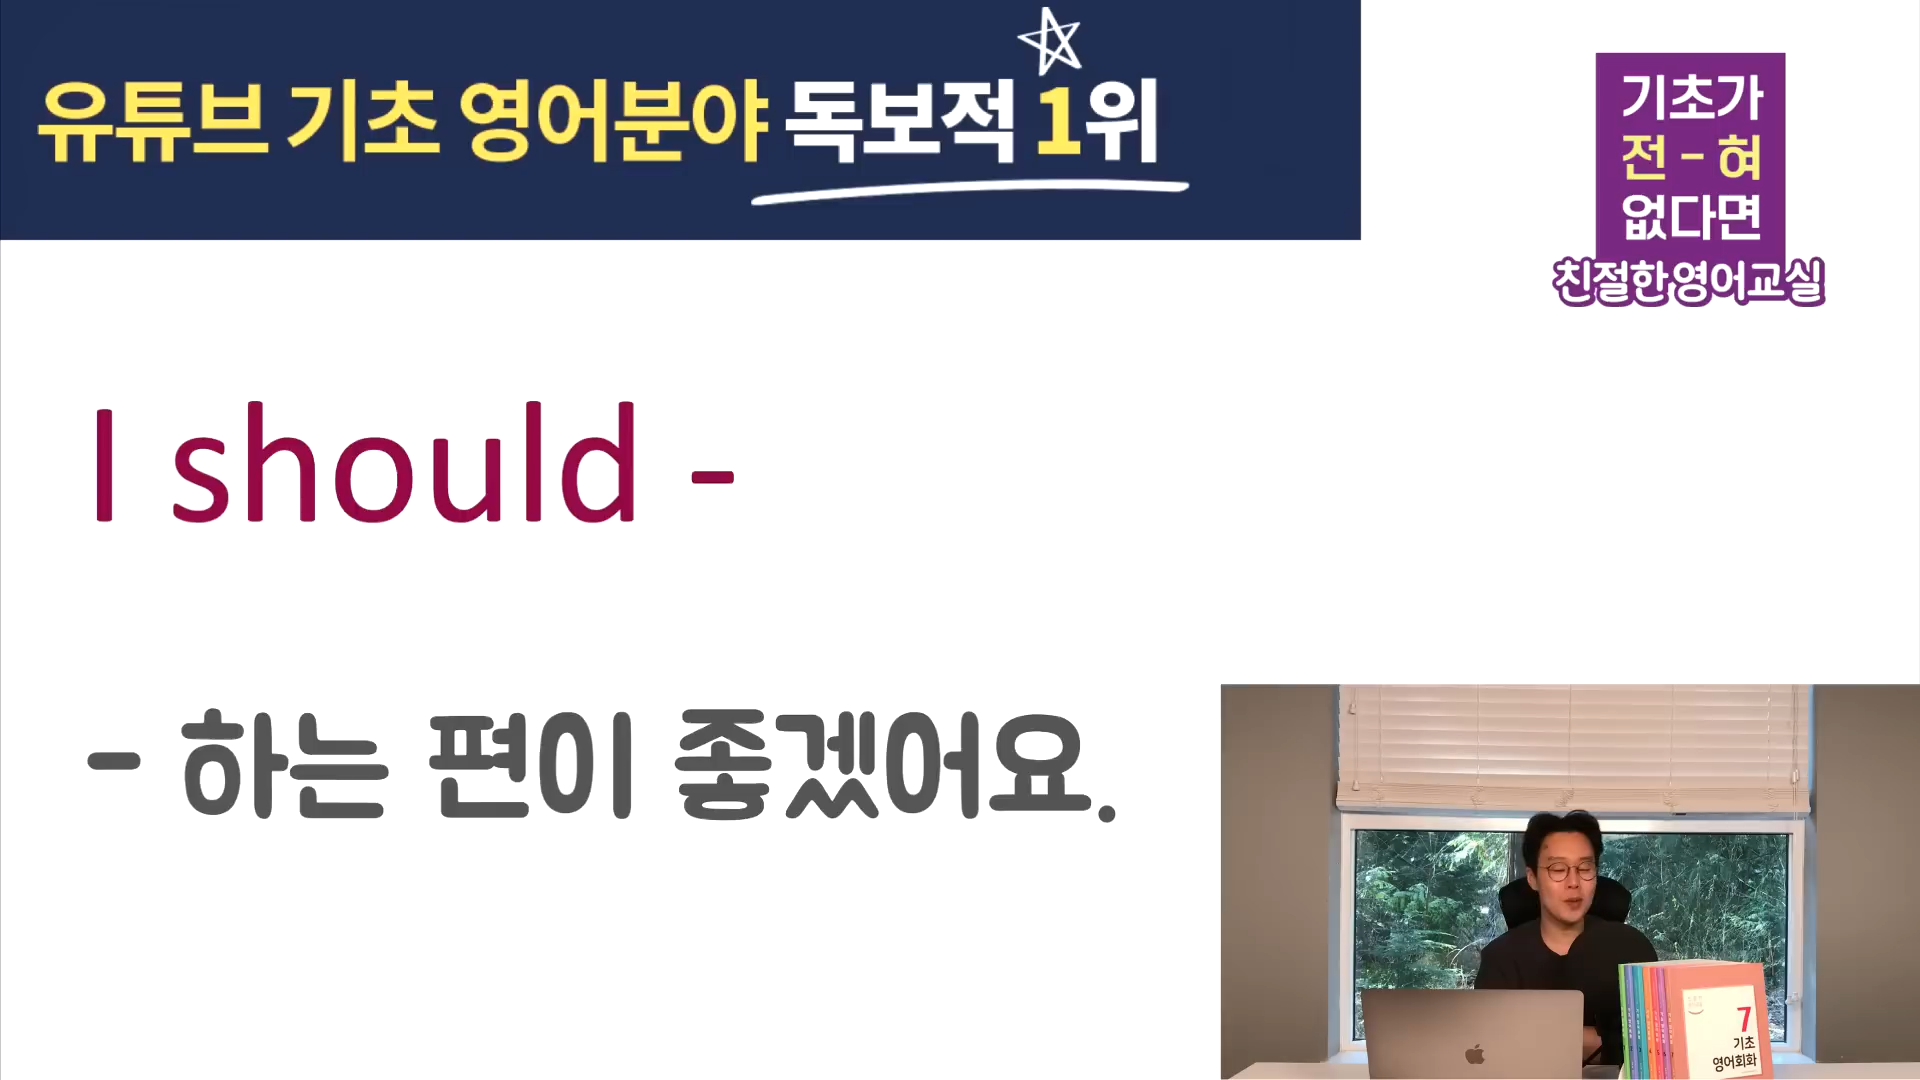 유튜브 기초 영어분야 독보적 1위
기초가
전-혀
없다면
친절한영어교실
I should -
- 하는 편이 좋겠어요.
7
기초
영어회화